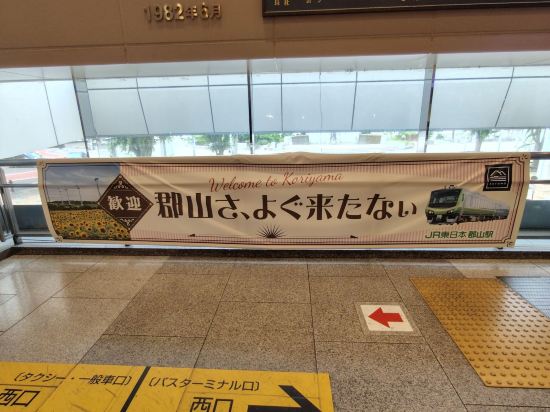 1982年6月
Welcome to Koriyama
歓迎
郡山さ、よぐ来たない
JR東日本 郡山駅
(タクシー・一般車口)
西口
(バスターミナル口)
西口